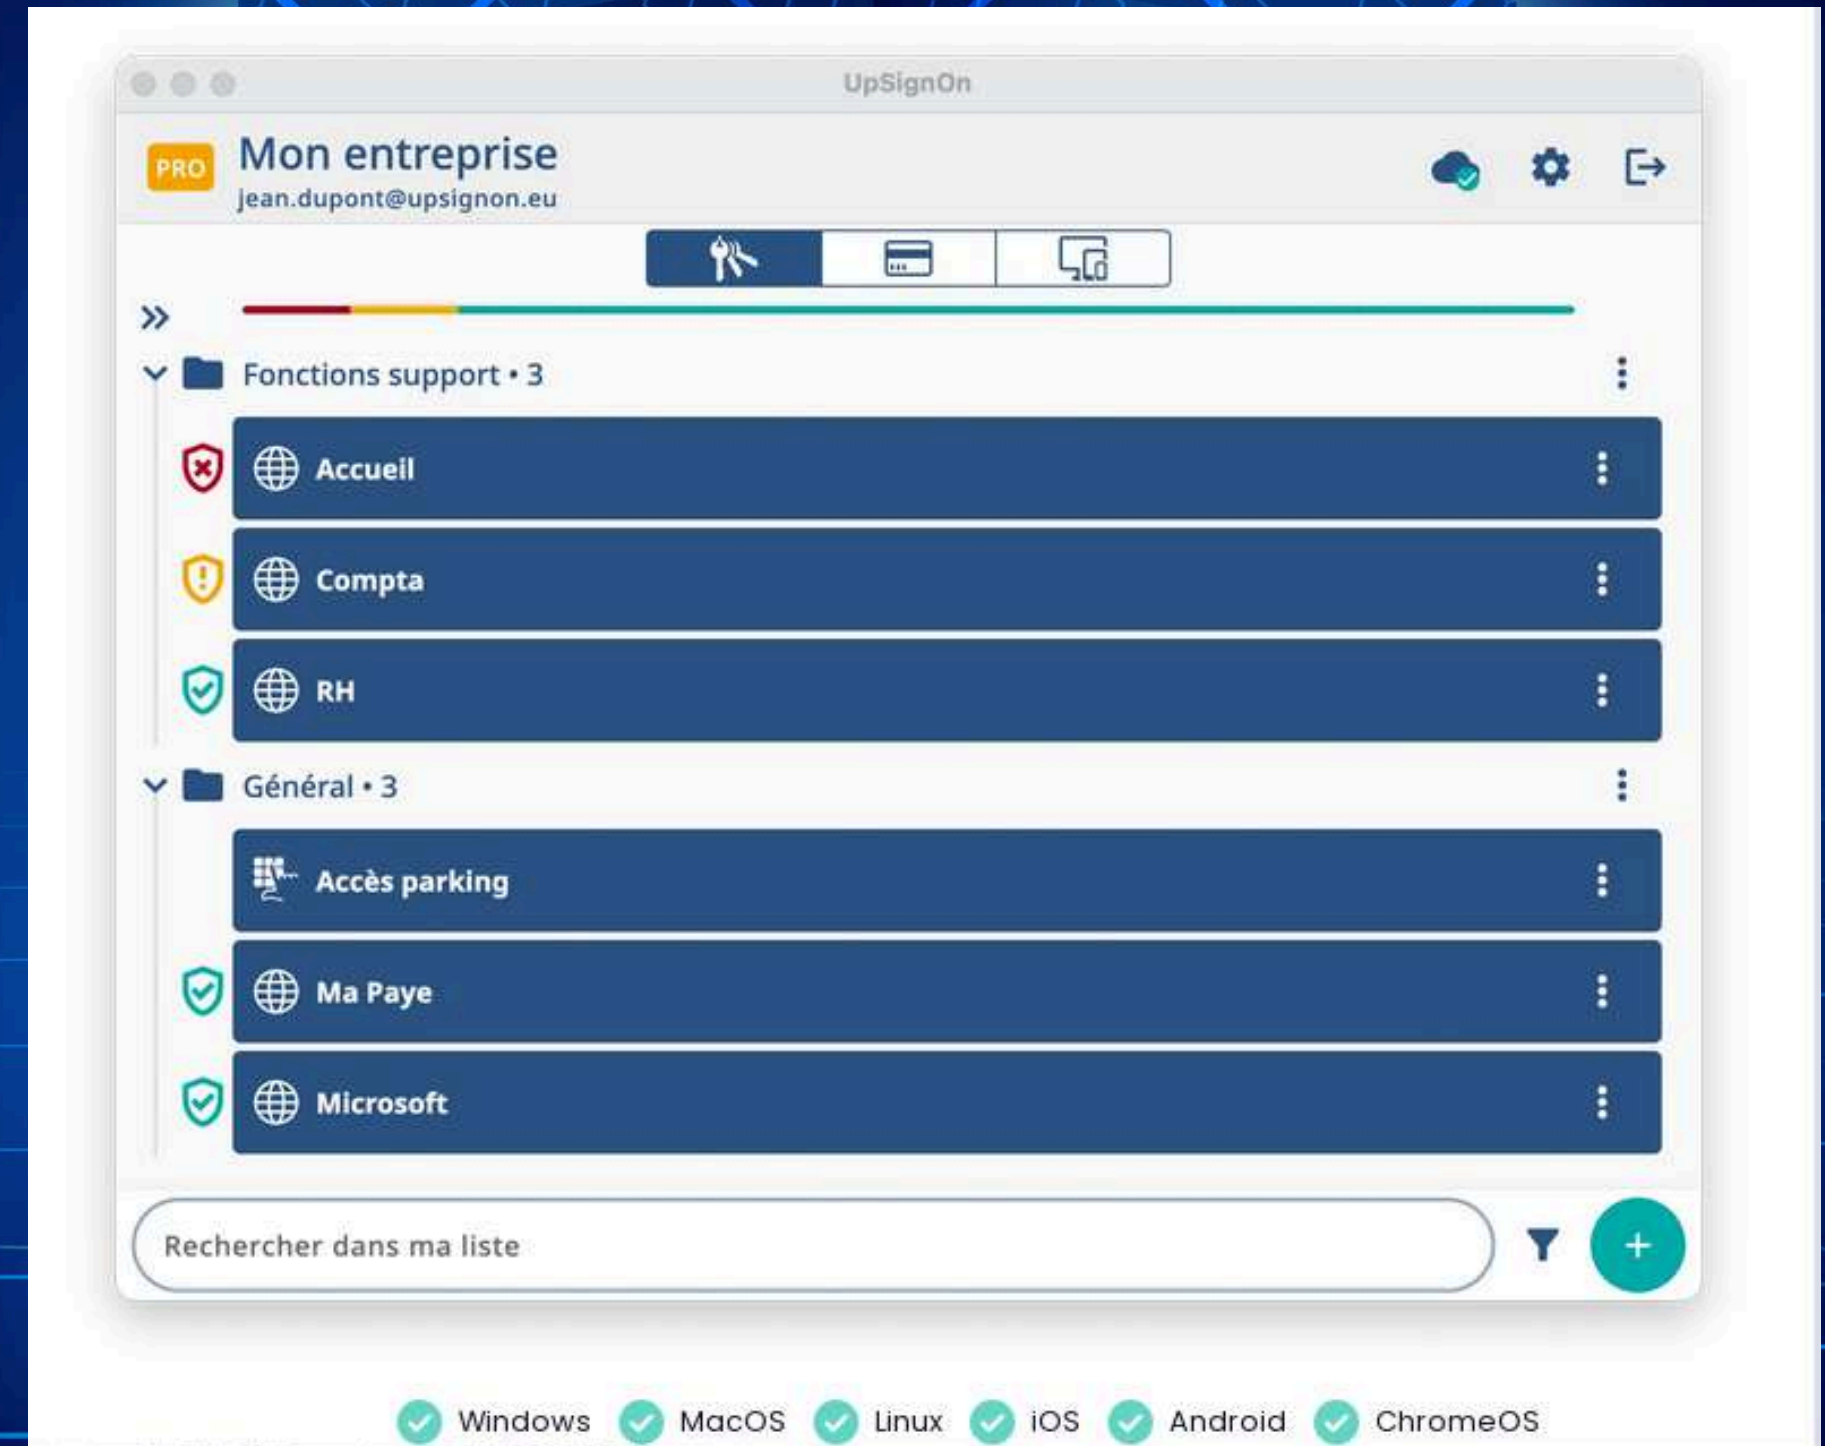 UpSignOn
PRO
Mon entreprise
jean.dupont@upsignon.eu
Fonctions support • 3
Accueil
Compta
RH
Général • 3
Accès parking
Ma Paye
Microsoft
Rechercher dans ma liste
Windows MacOS Linux iOS Android ChromeOS